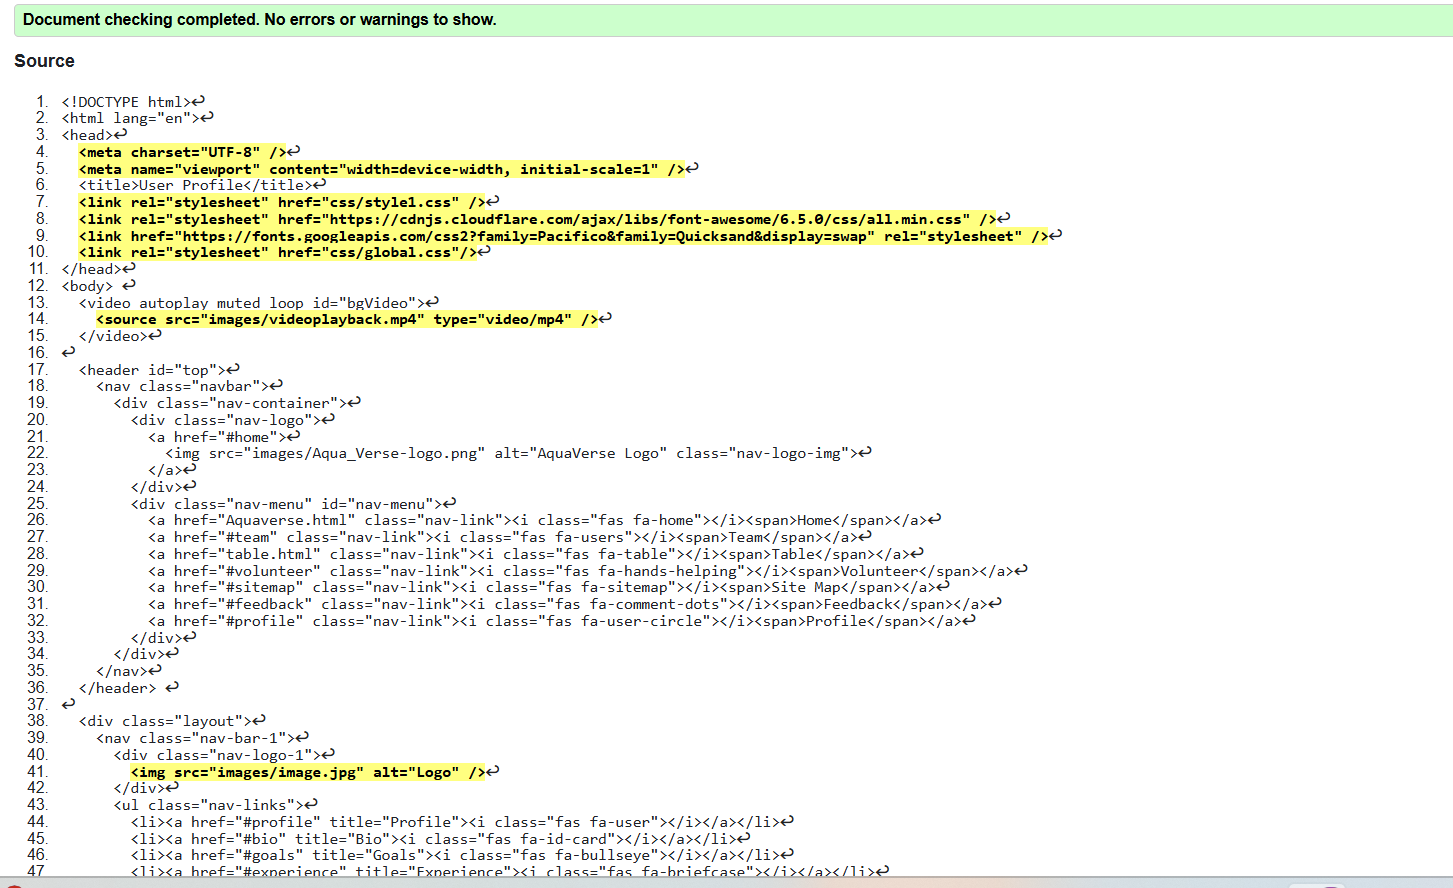 Document checking completed. No errors or warnings to show.
Source
1. <!DOCTYPE html>↩
2. <html lang="en">↩
3. <head>↩
4.   <meta charset="UTF-8" />↩
5.   <meta name="viewport" content="width=device-width, initial-scale=1" />↩
6.   <title>User Profile</title>↩
7.   <link rel="stylesheet" href="css/style1.css" />↩
8.   <link rel="stylesheet" href="https://cdnjs.cloudflare.com/ajax/libs/font-awesome/6.5.0/css/all.min.css" />↩
9.   <link href="https://fonts.googleapis.com/css2?family=Pacifico&family=Quicksand&display=swap" rel="stylesheet" />↩
10.   <link rel="stylesheet" href="css/global.css"/>↩
11. </head>↩
12. <body> ↩
13.   <video autoplay muted loop id="bgVideo">↩
14.     <source src="images/videoplayback.mp4" type="video/mp4" />↩
15.   </video>↩
16. ↩
17.   <header id="top">↩
18.     <nav class="navbar">↩
19.       <div class="nav-container">↩
20.         <div class="nav-logo">↩
21.           <a href="#home">↩
22.             <img src="images/Aqua_Verse-logo.png" alt="AquaVerse Logo" class="nav-logo-img">↩
23.           </a>↩
24.         </div>↩
25.         <div class="nav-menu" id="nav-menu">↩
26.           <a href="Aquaverse.html" class="nav-link"><i class="fas fa-home"></i><span>Home</span></a>↩
27.           <a href="#team" class="nav-link"><i class="fas fa-users"></i><span>Team</span></a>↩
28.           <a href="table.html" class="nav-link"><i class="fas fa-table"></i><span>Table</span></a>↩
29.           <a href="#volunteer" class="nav-link"><i class="fas fa-hands-helping"></i><span>Volunteer</span></a>↩
30.           <a href="#sitemap" class="nav-link"><i class="fas fa-sitemap"></i><span>Site Map</span></a>↩
31.           <a href="#feedback" class="nav-link"><i class="fas fa-comment-dots"></i><span>Feedback</span></a>↩
32.           <a href="#profile" class="nav-link"><i class="fas fa-user-circle"></i><span>Profile</span></a>↩
33.         </div>↩
34.       </div>↩
35.     </nav>↩
36.   </header> ↩
37. ↩
38.   <div class="layout">↩
39.     <nav class="nav-bar-1">↩
40.       <div class="nav-logo-1">↩
41.         <img src="images/image.jpg" alt="Logo" />↩
42.       </div>↩
43.       <ul class="nav-links">↩
44.         <li><a href="#profile" title="Profile"><i class="fas fa-user"></i></a></li>↩
45.         <li><a href="#bio" title="Bio"><i class="fas fa-id-card"></i></a></li>↩
46.         <li><a href="#goals" title="Goals"><i class="fas fa-bullseye"></i></a></li>↩
47         <li><a href="#experience" title="Experience"><i class="fas fa-briefcase"></i></a></li>↩